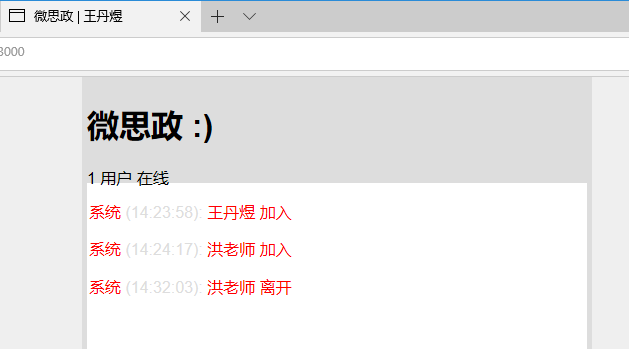 微思政 | 王丹煜
3000
微思政 :)
1 用户 在线
系统 (14:23:58): 王丹煜 加入
系统 (14:24:17): 洪老师 加入
系统 (14:32:03): 洪老师 离开